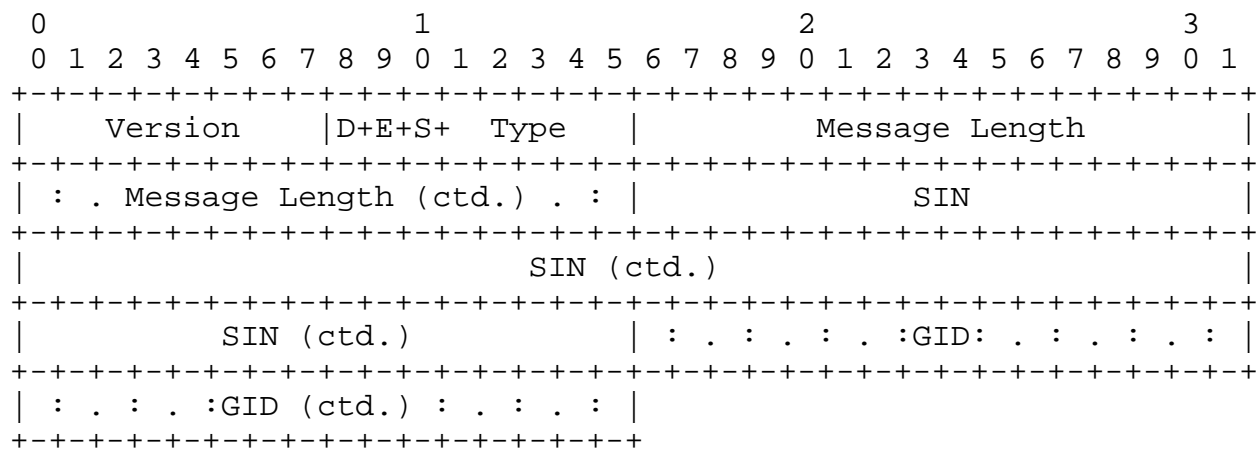 0                   1                   2                   3
 0 1 2 3 4 5 6 7 8 9 0 1 2 3 4 5 6 7 8 9 0 1 2 3 4 5 6 7 8 9 0 1
+-+-+-+-+-+-+-+-+-+-+-+-+-+-+-+-+-+-+-+-+-+-+-+-+-+-+-+-+-+-+-+-+
|    Version    |D+E+S+  Type   |         Message Length        |
+-+-+-+-+-+-+-+-+-+-+-+-+-+-+-+-+-+-+-+-+-+-+-+-+-+-+-+-+-+-+-+-+
| : . Message Length (ctd.) . : |              SIN              |
+-+-+-+-+-+-+-+-+-+-+-+-+-+-+-+-+-+-+-+-+-+-+-+-+-+-+-+-+-+-+-+-+
|                          SIN (ctd.)                           |
+-+-+-+-+-+-+-+-+-+-+-+-+-+-+-+-+-+-+-+-+-+-+-+-+-+-+-+-+-+-+-+-+
|          SIN (ctd.)           | : . : . : . :GID: . : . : . : |
+-+-+-+-+-+-+-+-+-+-+-+-+-+-+-+-+-+-+-+-+-+-+-+-+-+-+-+-+-+-+-+-+
| : . : . :GID (ctd.) : . : . : |
+-+-+-+-+-+-+-+-+-+-+-+-+-+-+-+-+